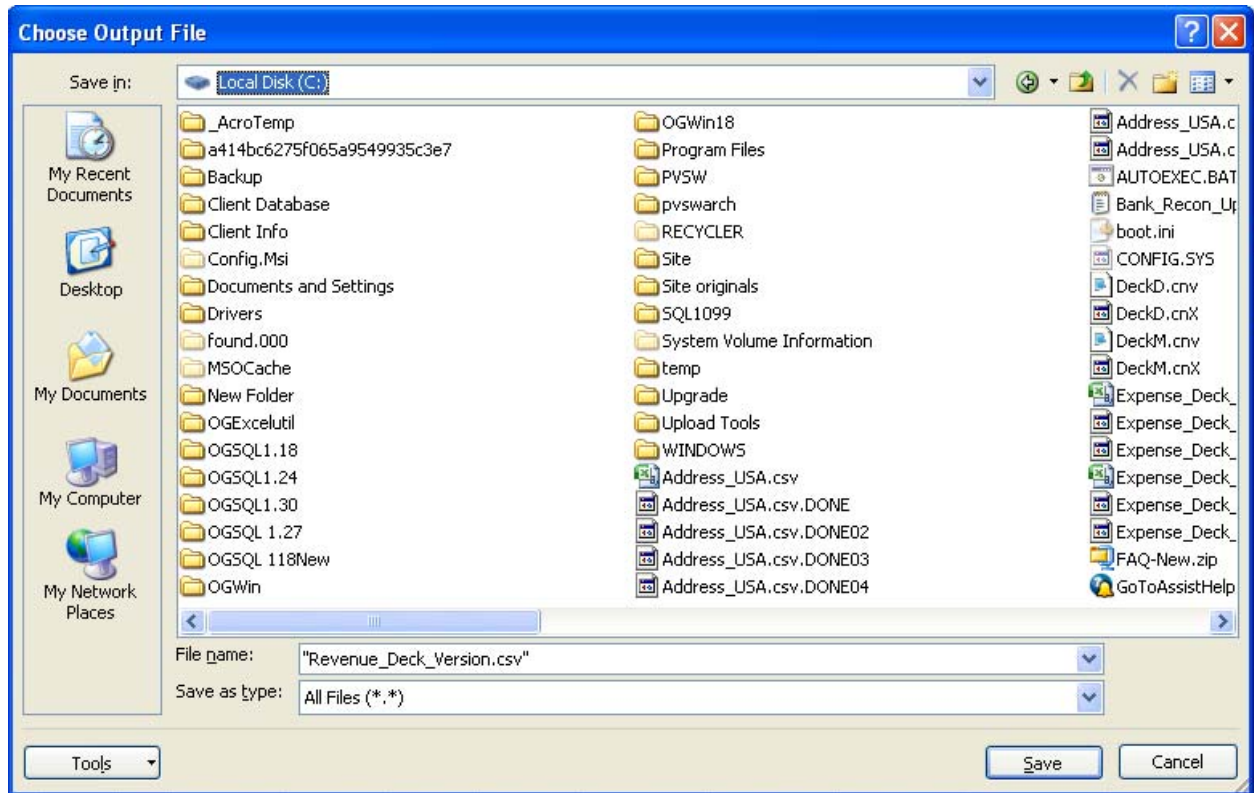 Choose Output File
Save in:
Local Disk (C:)
My Recent
Documents
Desktop
My Documents
My Computer
My Network
Places
_AcroTemp
a414bc6275f065a9549935c3e7
Backup
Client Database
Client Info
Config.Msi
Documents and Settings
Drivers
found.000
MSOCache
New Folder
OGExcelutil
OGSQL1.18
OGSQL1.24
OGSQL1.30
OGSQL 1.27
OGSQL 118New
OGWin
OGWin18
Program Files
PVSW
pvswarch
RECYCLER
Site
Site originals
SQL1099
System Volume Information
temp
Upgrade
Upload Tools
WINDOWS
Address_USA.csv
Address_USA.csv.DONE
Address_USA.csv.DONE02
Address_USA.csv.DONE03
Address_USA.csv.DONE04
Address_USA.c
Address_USA.c
AUTOEXEC.BAT
Bank_Recon_Up
boot.ini
CONFIG.SYS
DeckD.cnv
DeckD.cnX
DeckM.cnv
DeckM.cnX
Expense_Deck_
Expense_Deck_
Expense_Deck_
Expense_Deck_
Expense_Deck_
Expense_Deck_
FAQ-New.zip
GoToAssistHelp
File name:
"Revenue_Deck_Version.csv"
Save as type:
All Files (*.*)
Tools
Save
Cancel